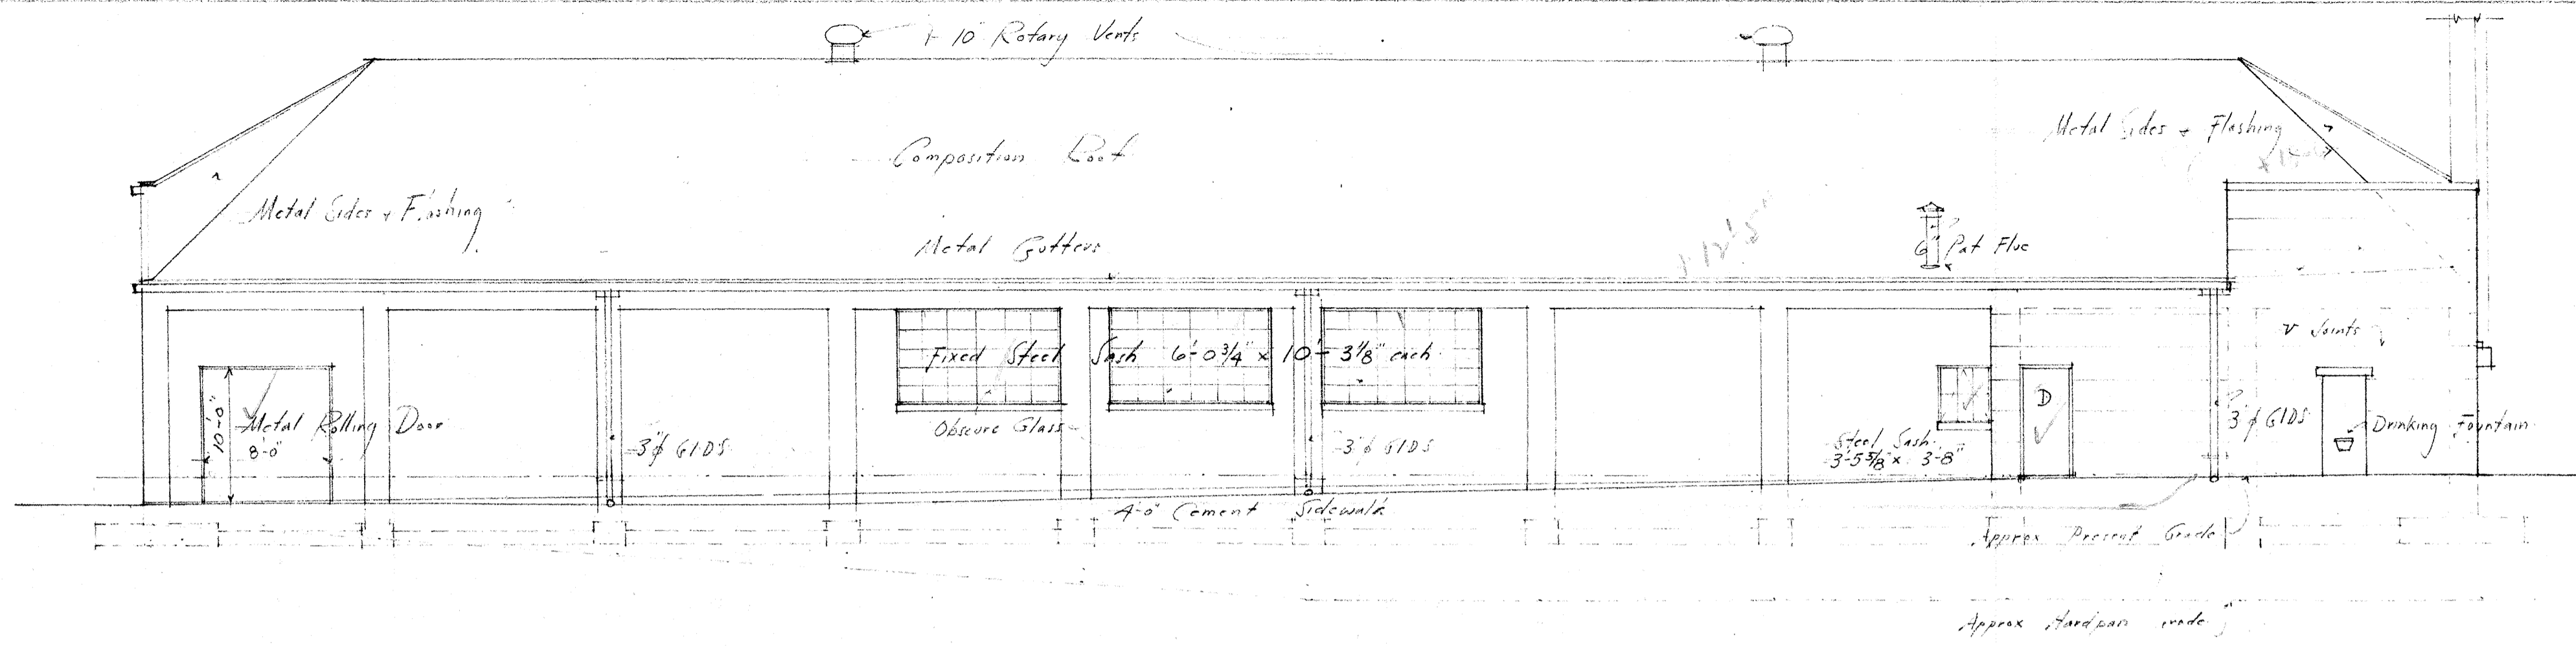 10" Rotary Vents
Metal Sides + Flashing
Composition Roof
Metal Sides + Flashing
Metal Gutters
12'-5"
6" Pat Flue
V Joints
Fixed Steel Sash 6'-0 3/4" x 10'-3 1/8" each
D
10'-0"
Metal Rolling Door
8'-0"
3"ϕ GIDS
Obscure Glass
3"ϕ GIDS
Steel Sash
3'-5 5/8" x 3'-8"
3"ϕ GIDS
Drinking Fountain
4'-0" Cement Sidewalk
Approx Present Grade
Approx Hardpan Grade